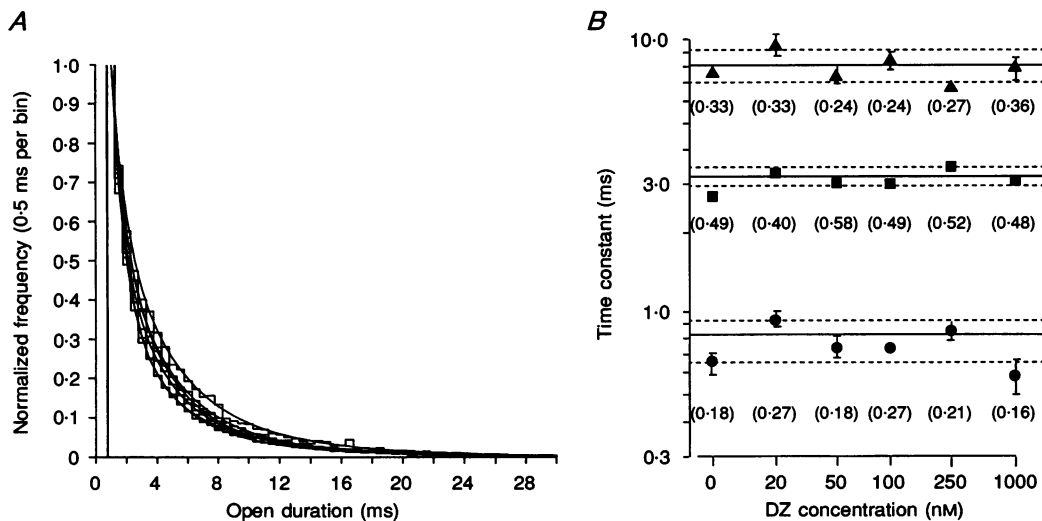 A
Normalized frequency (0·5 ms per bin)
1·0
0·9
0·8
0·7
0·6
0·5
0·4
0·3
0·2
0·1
0
0 4 8 12 16 20 24 28
Open duration (ms)
B
Time constant (ms)
10·0
3·0
1·0
0·3
(0·33) (0·33) (0·24) (0·24) (0·27) (0·36)
(0·49) (0·40) (0·58) (0·49) (0·52) (0·48)
(0·18) (0·27) (0·18) (0·27) (0·21) (0·16)
0 20 50 100 250 1000
DZ concentration (nM)